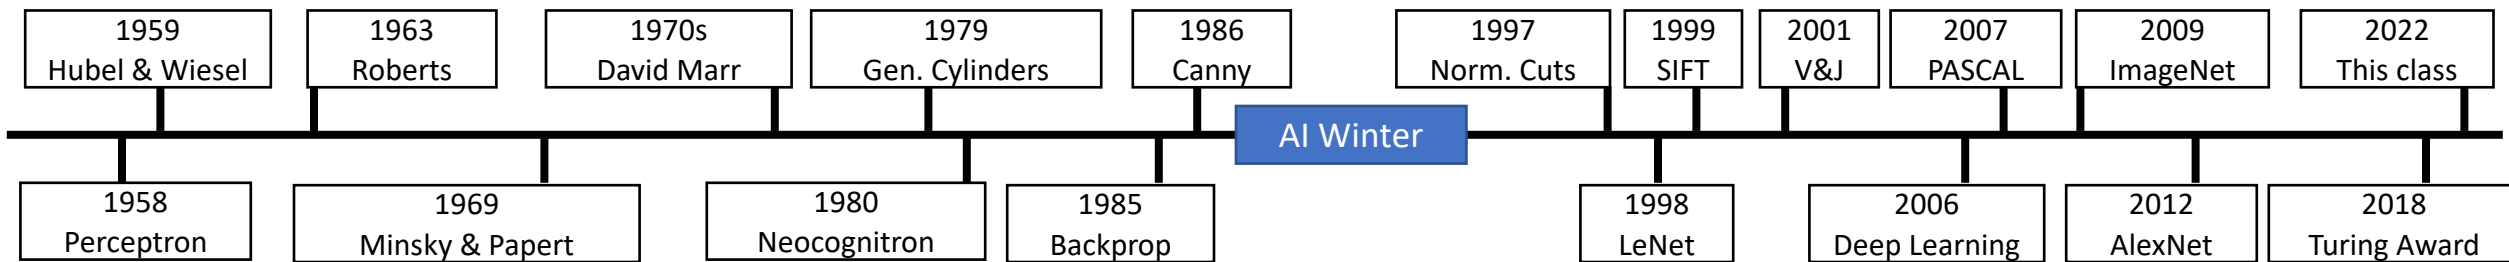 1959
Hubel & Wiesel
1963
Roberts
1970s
David Marr
1979
Gen. Cylinders
1986
Canny
1997
Norm. Cuts
1999
SIFT
2001
V&J
2007
PASCAL
2009
ImageNet
2022
This class
AI Winter
1958
Perceptron
1969
Minsky & Papert
1980
Neocognitron
1985
Backprop
1998
LeNet
2006
Deep Learning
2012
AlexNet
2018
Turing Award